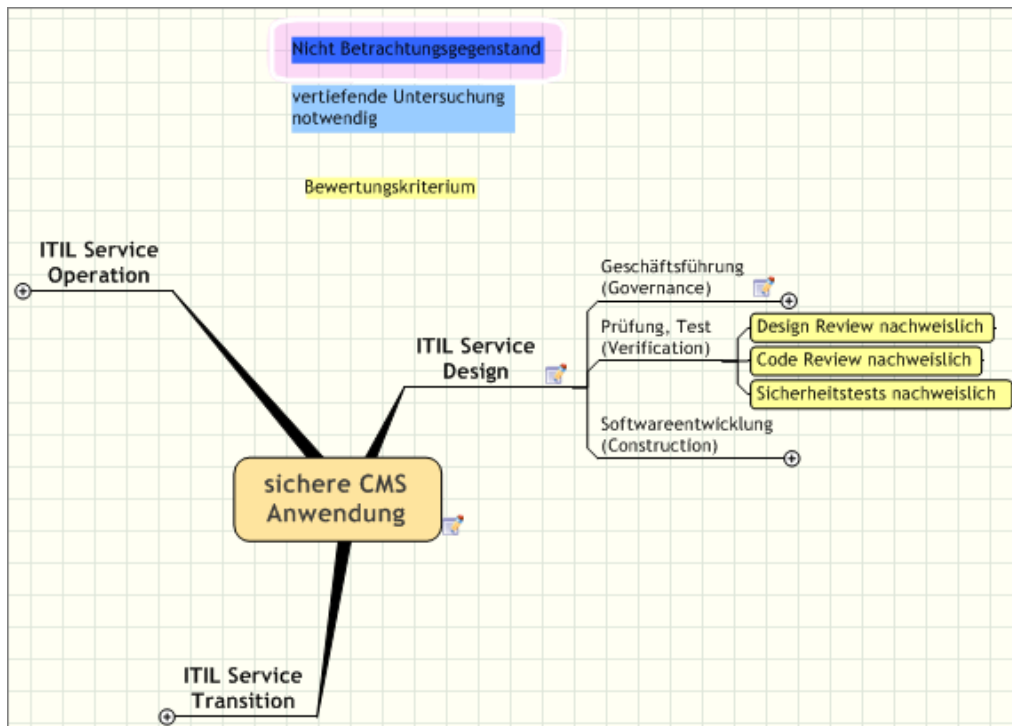 Nicht Betrachtungsgegenstand
vertiefende Untersuchung
notwendig
Bewertungskriterium
ITIL Service
Operation
ITIL Service
Design
Geschäftsführung
(Governance)
Prüfung, Test
(Verification)
Design Review nachweislich
Code Review nachweislich
Sicherheitstests nachweislich
Softwareentwicklung
(Construction)
sichere CMS
Anwendung
ITIL Service
Transition